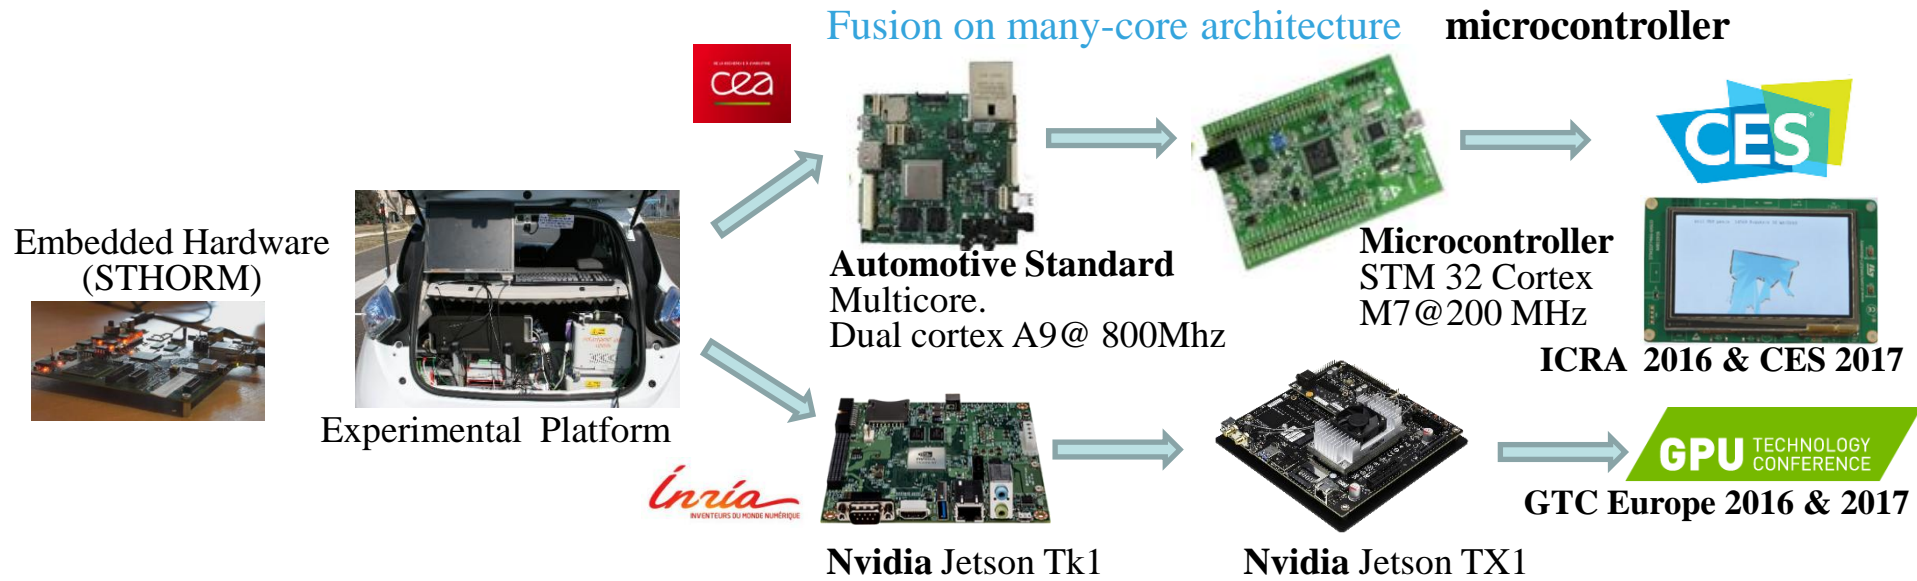 Fusion on many-core architecture
microcontroller
cea
CES
Embedded Hardware
(STHORM)
Experimental Platform
Automotive Standard
Multicore.
Dual cortex A9@ 800Mhz
Microcontroller
STM 32 Cortex
M7@200 MHz
ICRA 2016 & CES 2017
Inria
INVENTEURS DU MONDE NUMÉRIQUE
Nvidia Jetson Tk1
Nvidia Jetson TX1
GPU TECHNOLOGY
CONFERENCE
GTC Europe 2016 & 2017